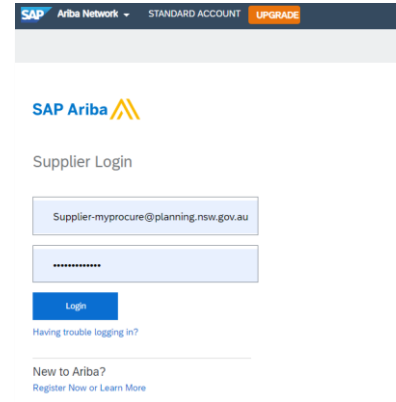 SAP Ariba Network STANDARD ACCOUNT UPGRADE
SAP Ariba
Supplier Login
Supplier-myprocure@planning.nsw.gov.au
•••••••••••••
Login
Having trouble logging in?
New to Ariba?
Register Now or Learn More